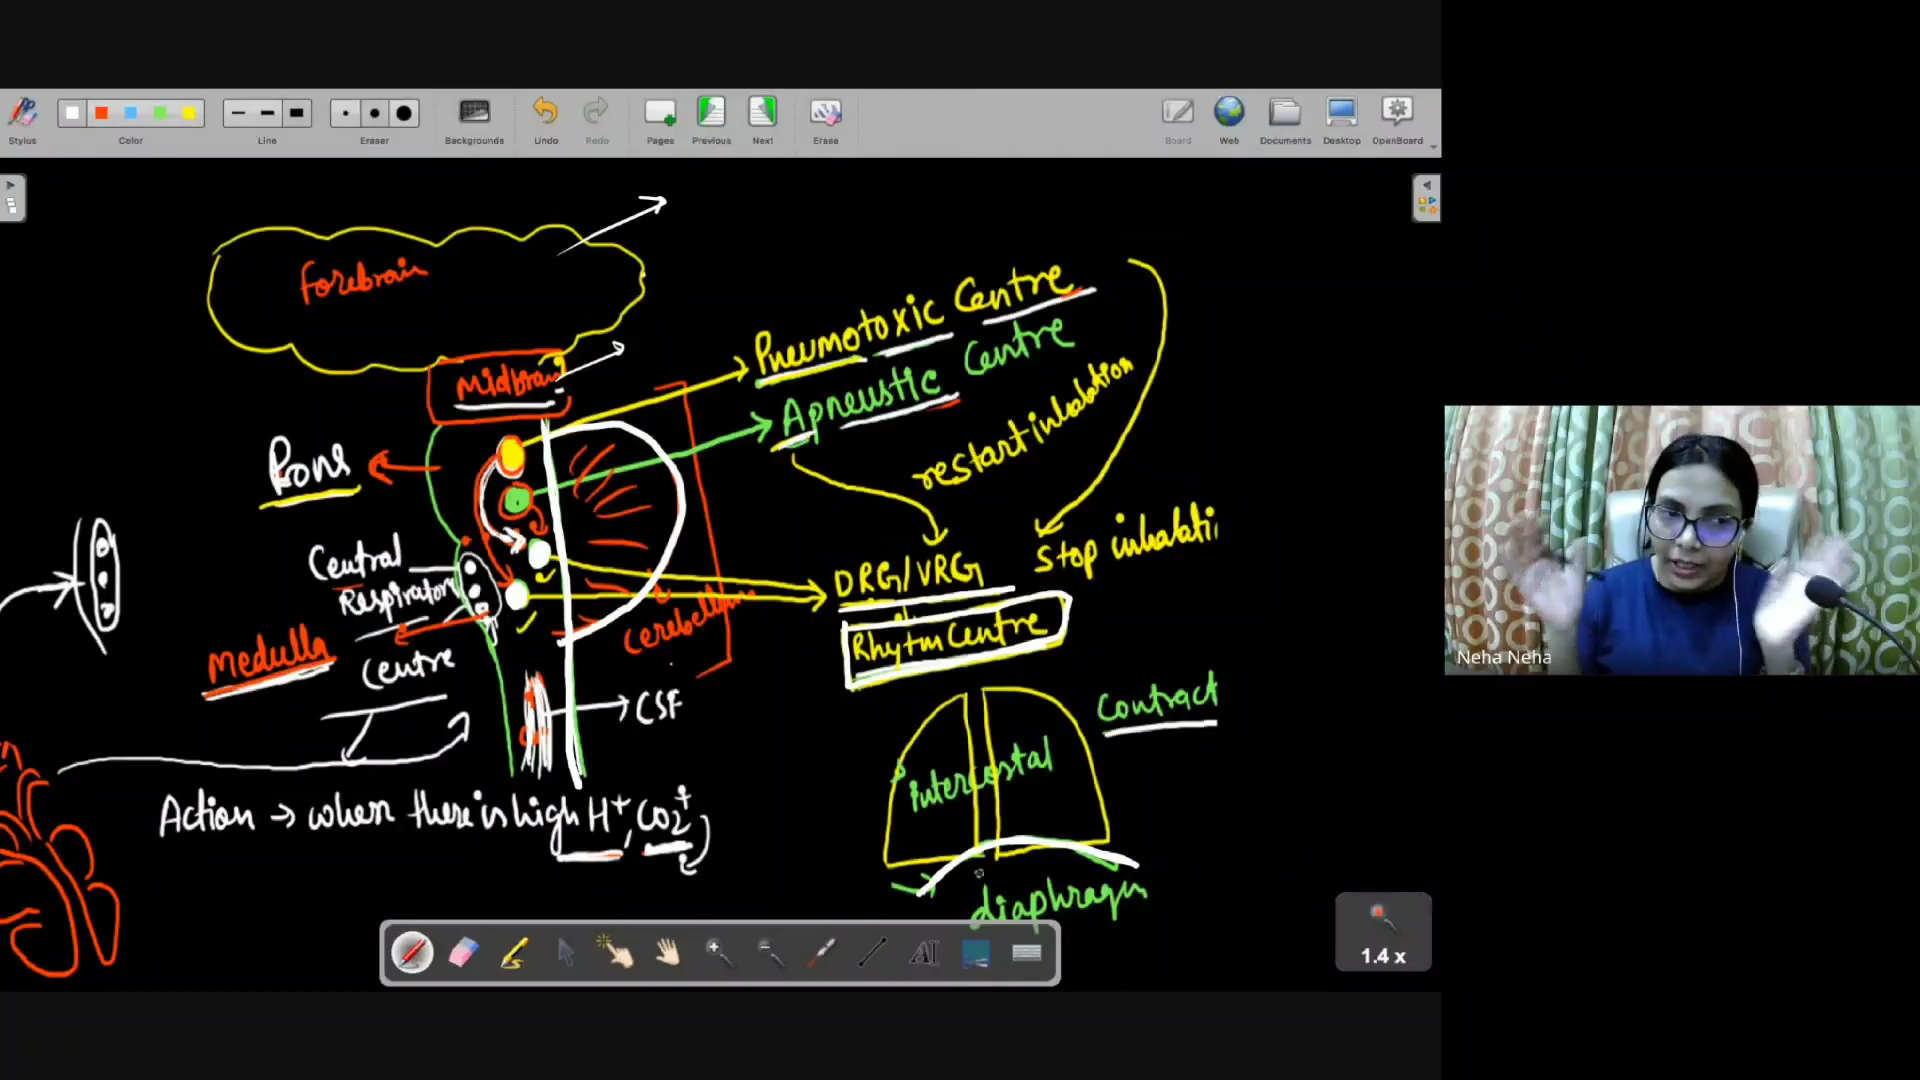 Stylus
Color
Line
Eraser
Backgrounds
Undo
Redo
Pages
Previous
Next
Erase
Board
Web
Documents
Desktop
OpenBoard
Forebrain
Midbrain
Pons
Pneumotoxic Centre
Apneustic Centre
restart inhalation
Stop inhalati
Central
Respiratory
Centre
Medulla
Cerebellum
DRG/VRG
Rhytm Centre
CSF
Contract
intercostal
diaphragm
Action → when there is high H+, CO2+
Neha Neha
1.4 x